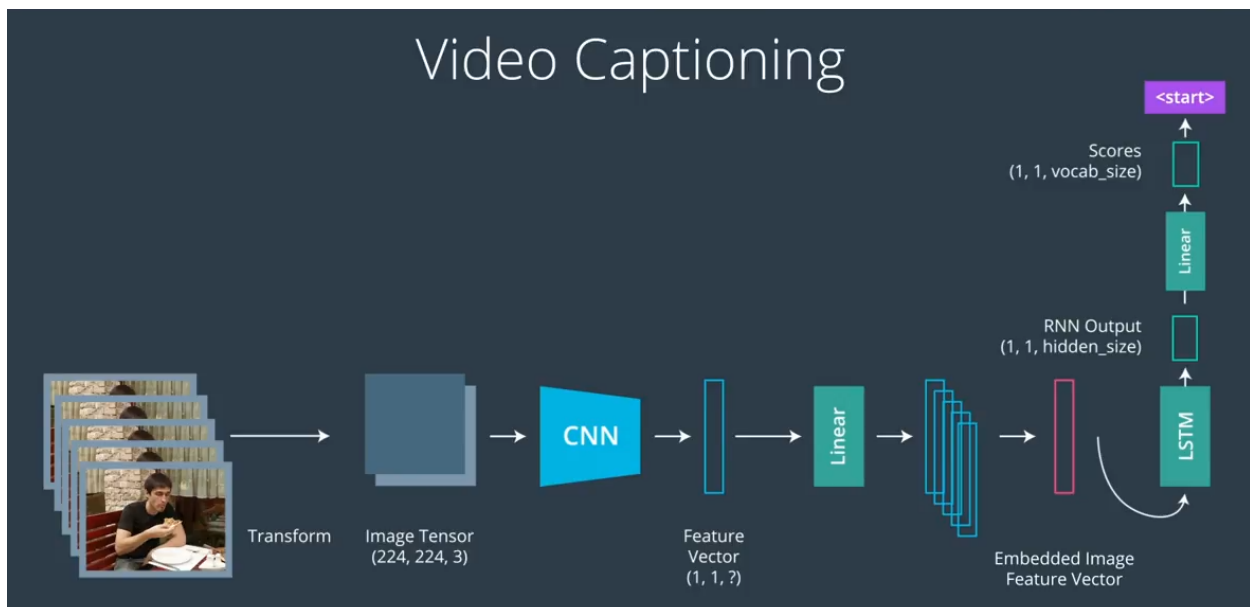 Video Captioning
<start>
Scores
(1, 1, vocab_size)
Linear
RNN Output
(1, 1, hidden_size)
LSTM
CNN
Linear
Transform
Image Tensor
(224, 224, 3)
Feature
Vector
(1, 1, ?)
Embedded Image
Feature Vector